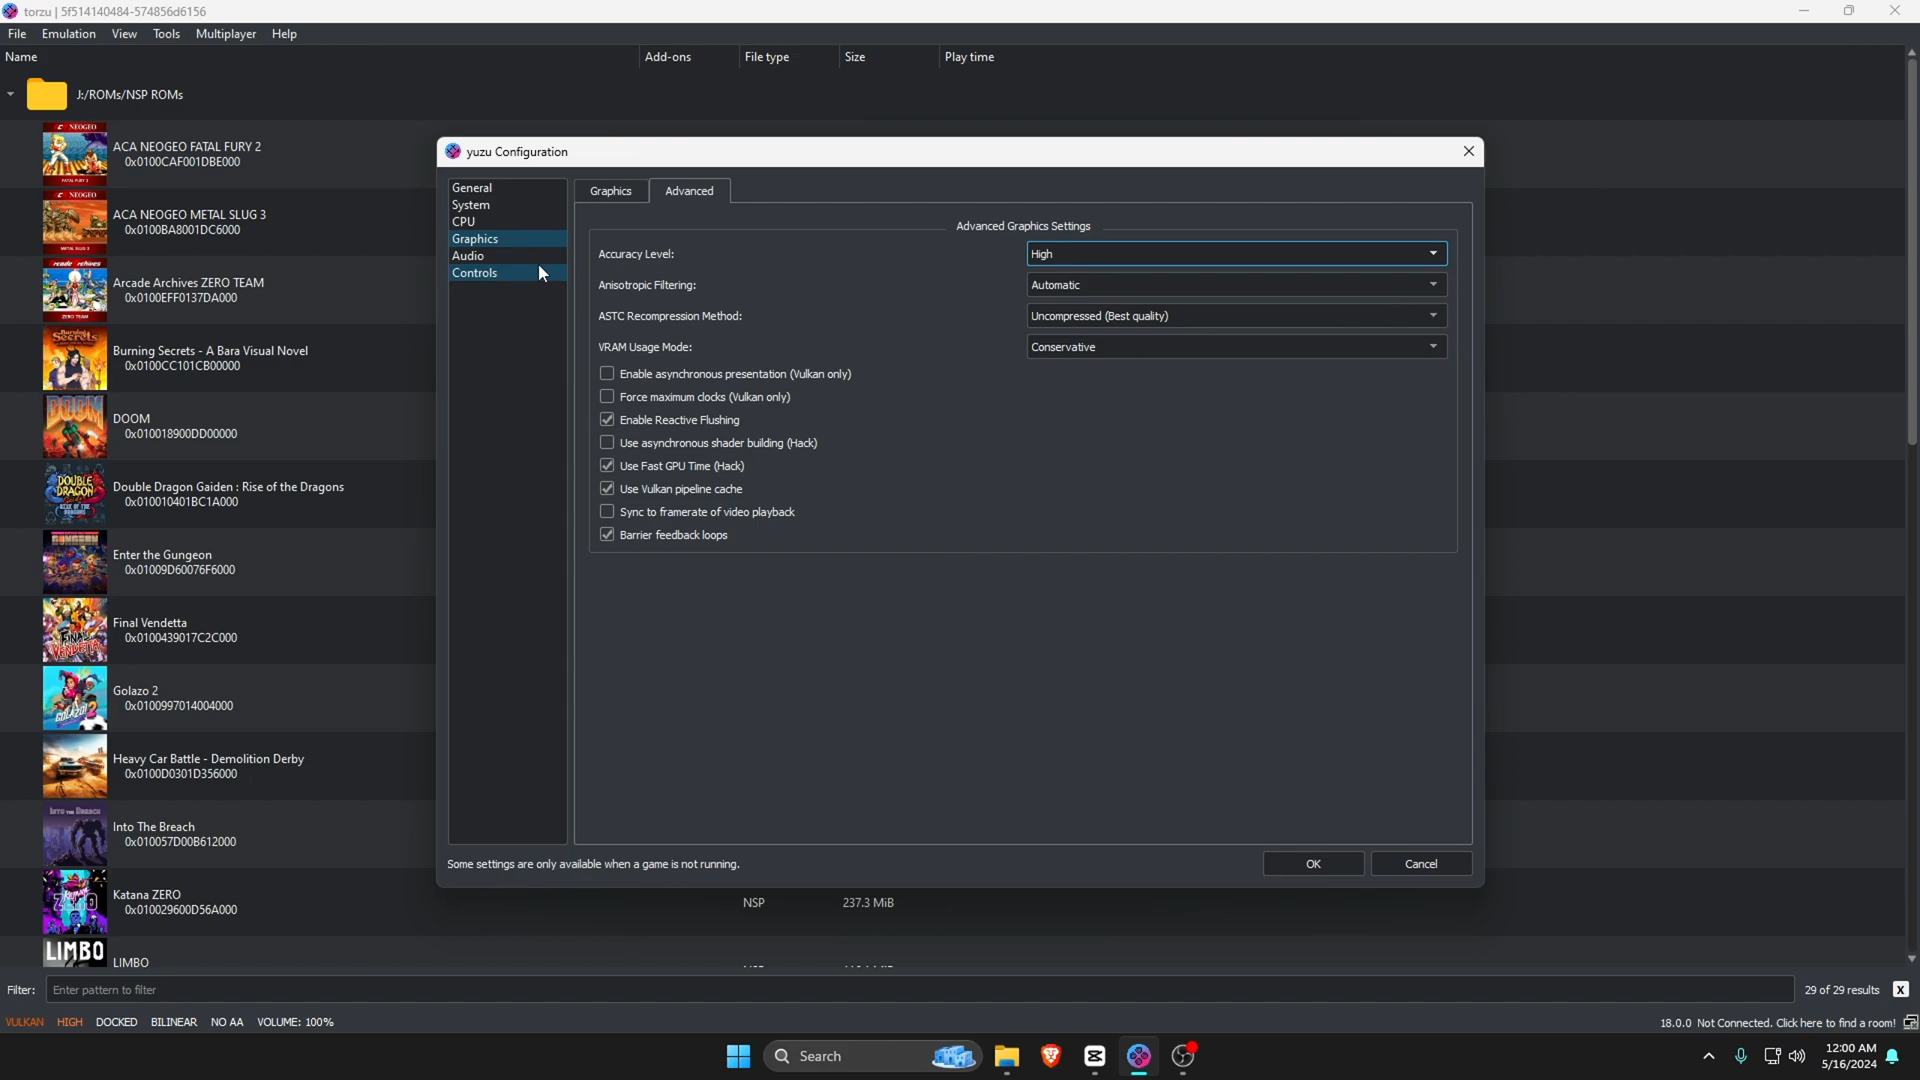 torzu | 5f514140484-574856d6156
File Emulation View Tools Multiplayer Help
Name Add-ons File type Size Play time
J:/ROMs/NSP ROMs
ACA NEOGEO FATAL FURY 2
0x0100CAF001DBE000
ACA NEOGEO METAL SLUG 3
0x0100BA8001DC6000
Arcade Archives ZERO TEAM
0x0100EFF0137DA000
Burning Secrets - A Bara Visual Novel
0x0100CC101CB00000
DOOM
0x010018900DD00000
Double Dragon Gaiden : Rise of the Dragons
0x010010401BC1A000
Enter the Gungeon
0x01009D60076F6000
Final Vendetta
0x0100439017C2C000
Golazo 2
0x0100997014004000
Heavy Car Battle - Demolition Derby
0x0100D0301D356000
Into The Breach
0x010057D00B612000
Katana ZERO
0x010029600D56A000
NSP 237.3 MiB
LIMBO
LIMBO
yuzu Configuration
General
System
CPU
Graphics
Audio
Controls
Graphics Advanced
Advanced Graphics Settings
Accuracy Level: High
Anisotropic Filtering: Automatic
ASTC Recompression Method: Uncompressed (Best quality)
VRAM Usage Mode: Conservative
Enable asynchronous presentation (Vulkan only)
Force maximum clocks (Vulkan only)
Enable Reactive Flushing
Use asynchronous shader building (Hack)
Use Fast GPU Time (Hack)
Use Vulkan pipeline cache
Sync to framerate of video playback
Barrier feedback loops
Some settings are only available when a game is not running.
OK Cancel
Filter: Enter pattern to filter 29 of 29 results X
VULKAN HIGH DOCKED BILINEAR NO AA VOLUME: 100%
18.0.0 Not Connected. Click here to find a room!
Search
12:00 AM
5/16/2024